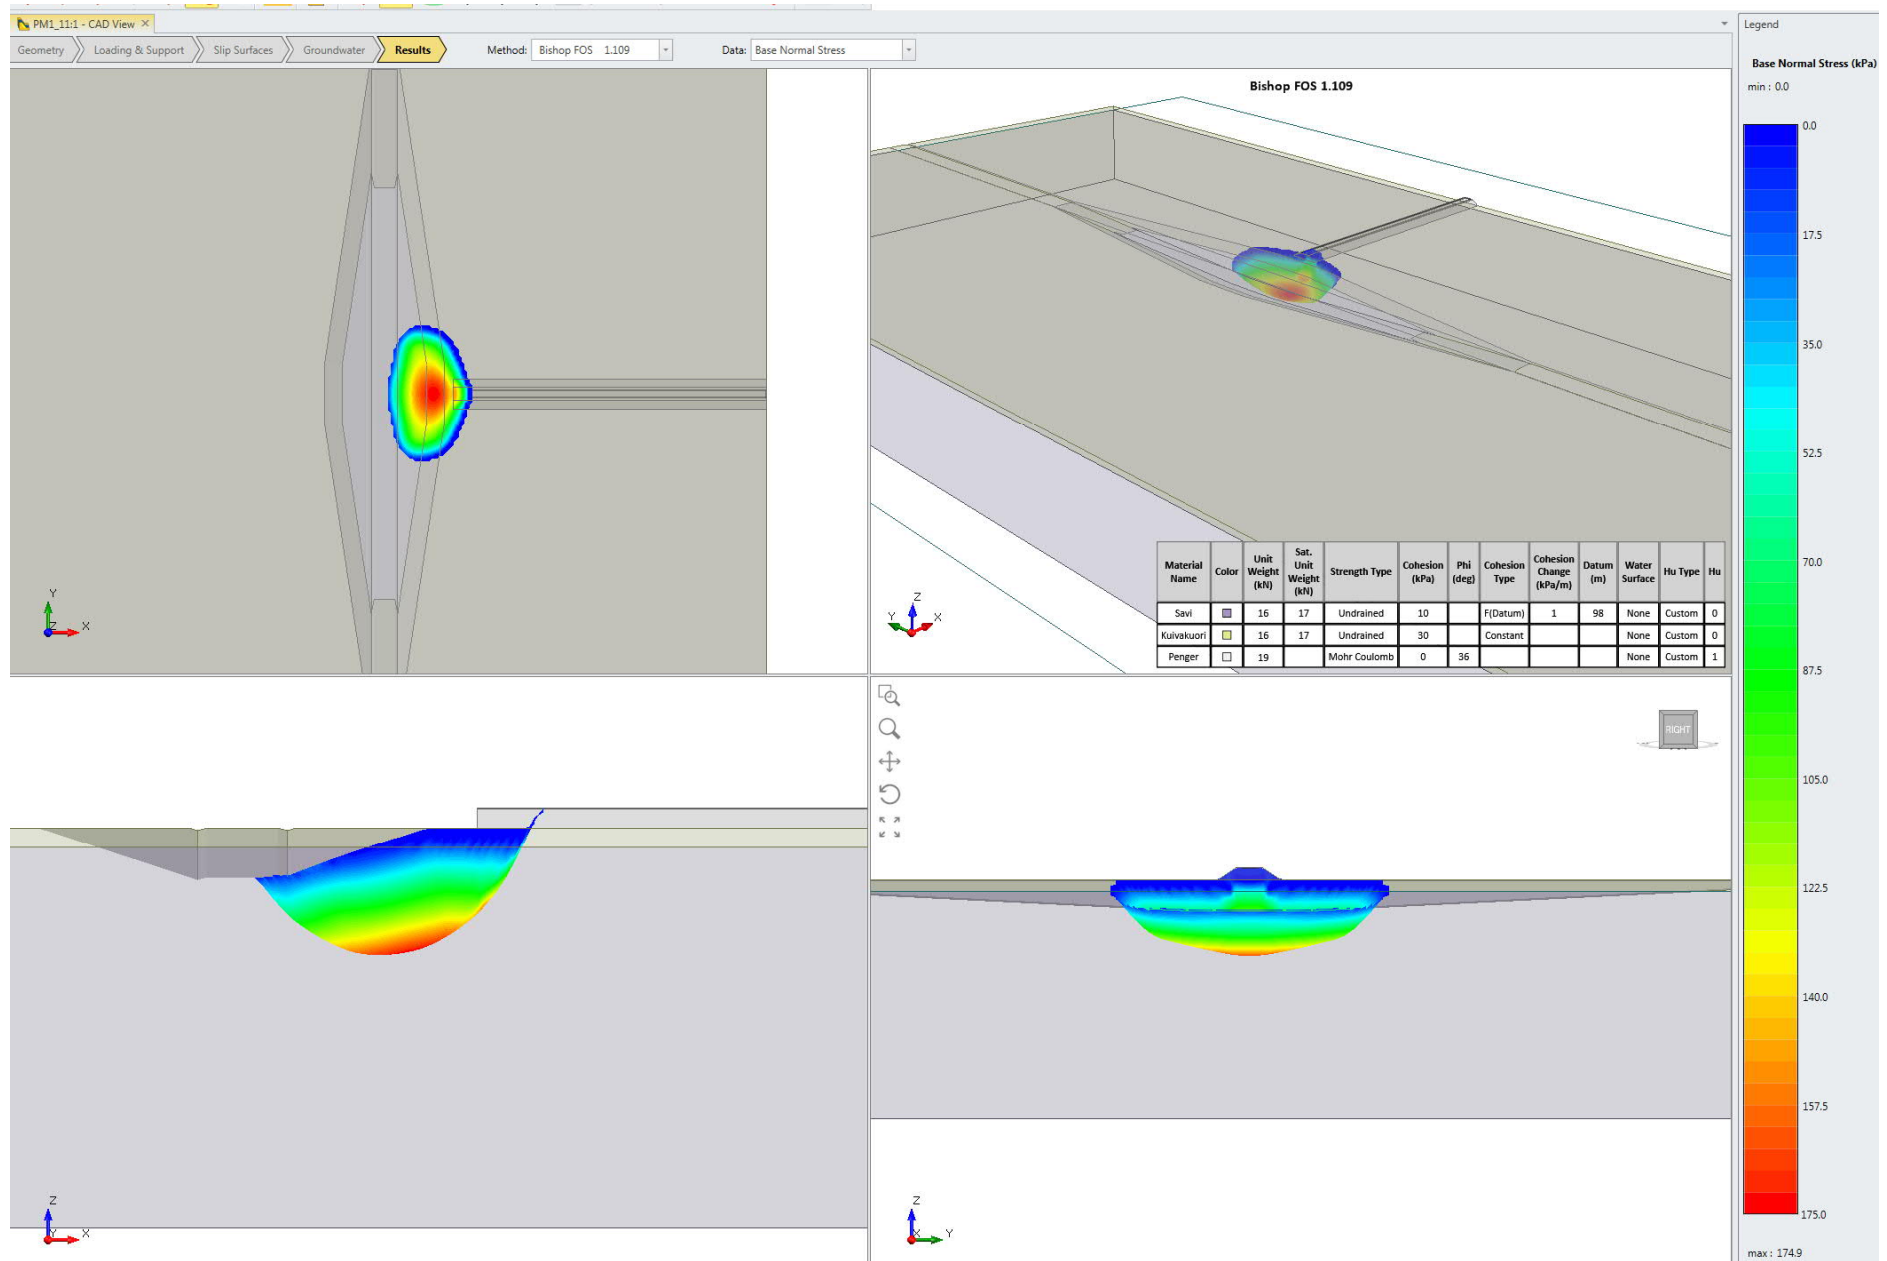 PM1_11:1 - CAD View
Geometry Loading & Support Slip Surfaces Groundwater Results Method: Bishop FOS 1.109 Data: Base Normal Stress
Bishop FOS 1.109
Y
Z X
Z
Y X
Material Name Color Unit Weight (kN) Sat. Unit Weight (kN) Strength Type Cohesion (kPa) Phi (deg) Cohesion Type Cohesion Change (kPa/m) Datum (m) Water Surface Hu Type Hu
Savi 16 17 Undrained 10 F(Datum) 1 98 None Custom 0
Kuivakuori 16 17 Undrained 30 Constant None Custom 0
Penger 19 Mohr Coulomb 0 36 None Custom 1
Z
Y X
RIGHT
Z
X Y
Legend
Base Normal Stress (kPa)
min : 0.0
0.0
17.5
35.0
52.5
70.0
87.5
105.0
122.5
140.0
157.5
175.0
max : 174.9